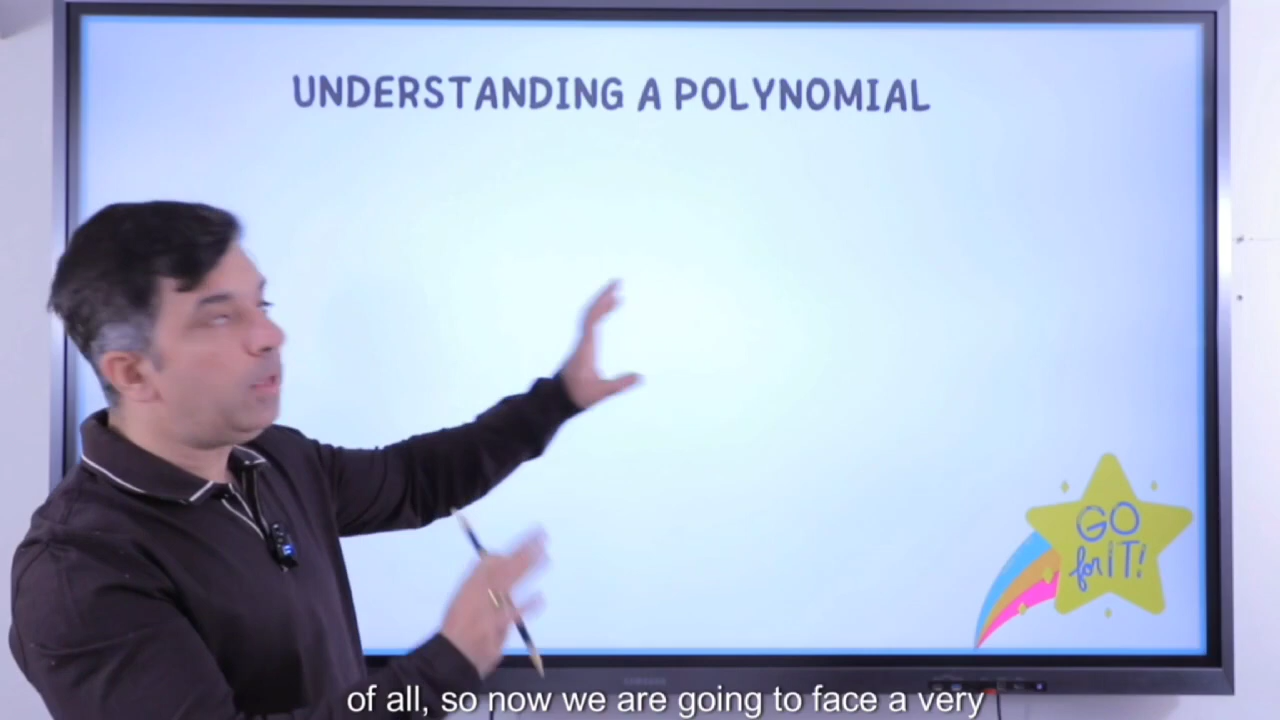 UNDERSTANDING A POLYNOMIAL
GO
for IT!
of all, so now we are going to face a very